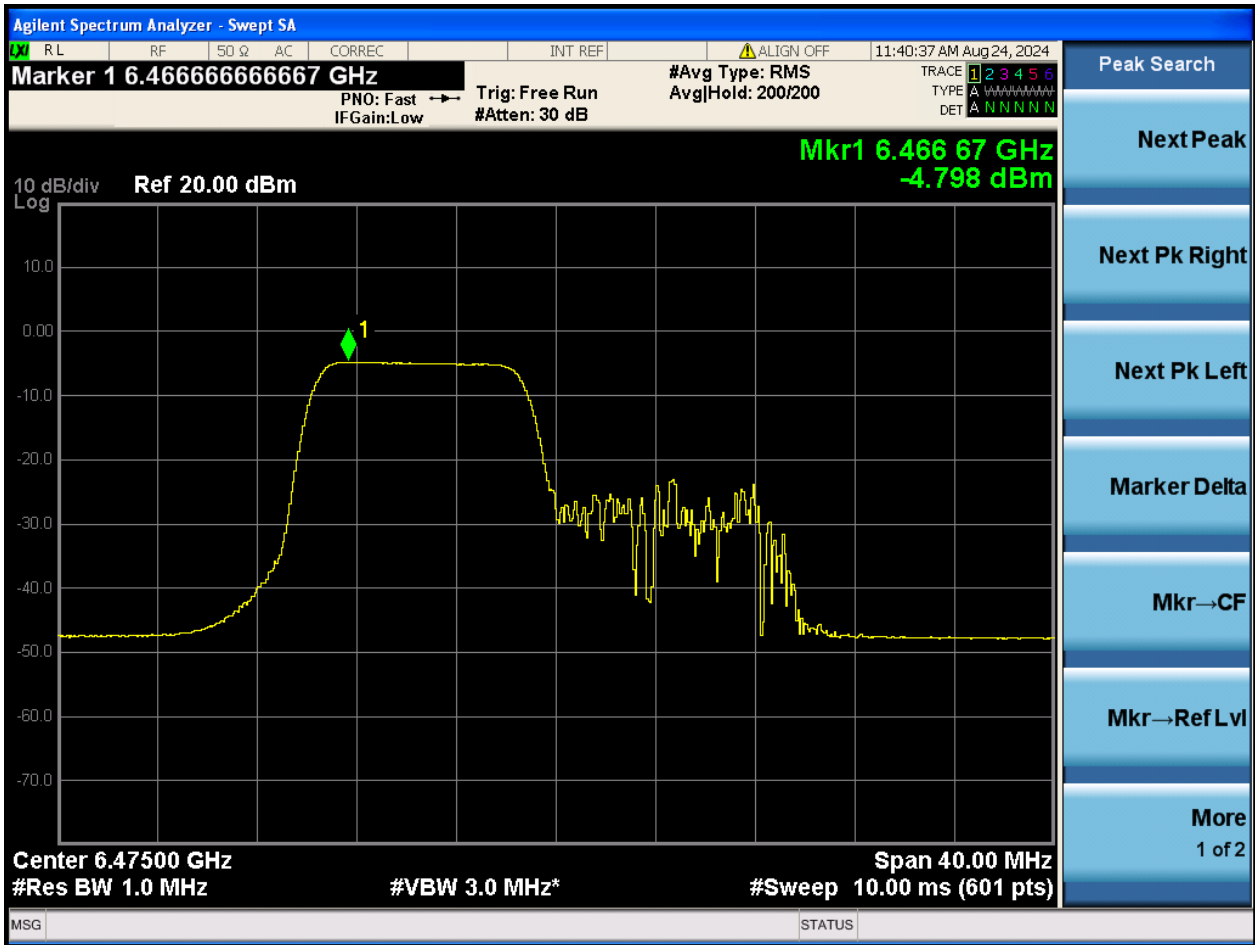 Agilent Spectrum Analyzer - Swept SA
LXI RL RF 50 Ω AC CORREC INT REF ALIGN OFF 11:40:37 AM Aug 24, 2024
Marker 1 6.466666666667 GHz
PNO: Fast
IFGain:Low
Trig: Free Run
#Atten: 30 dB
#Avg Type: RMS
Avg|Hold: 200/200
TRACE 1 2 3 4 5 6
TYPE A WWWWW
DET A N N N N N
Mkr1 6.466 67 GHz
-4.798 dBm
10 dB/div Ref 20.00 dBm
Log
10.0
0.00
-10.0
-20.0
-30.0
-40.0
-50.0
-60.0
-70.0
1
Center 6.47500 GHz Span 40.00 MHz
#Res BW 1.0 MHz #VBW 3.0 MHz* #Sweep 10.00 ms (601 pts)
MSG STATUS
Peak Search
Next Peak
Next Pk Right
Next Pk Left
Marker Delta
Mkr→CF
Mkr→Ref Lvl
More
1 of 2